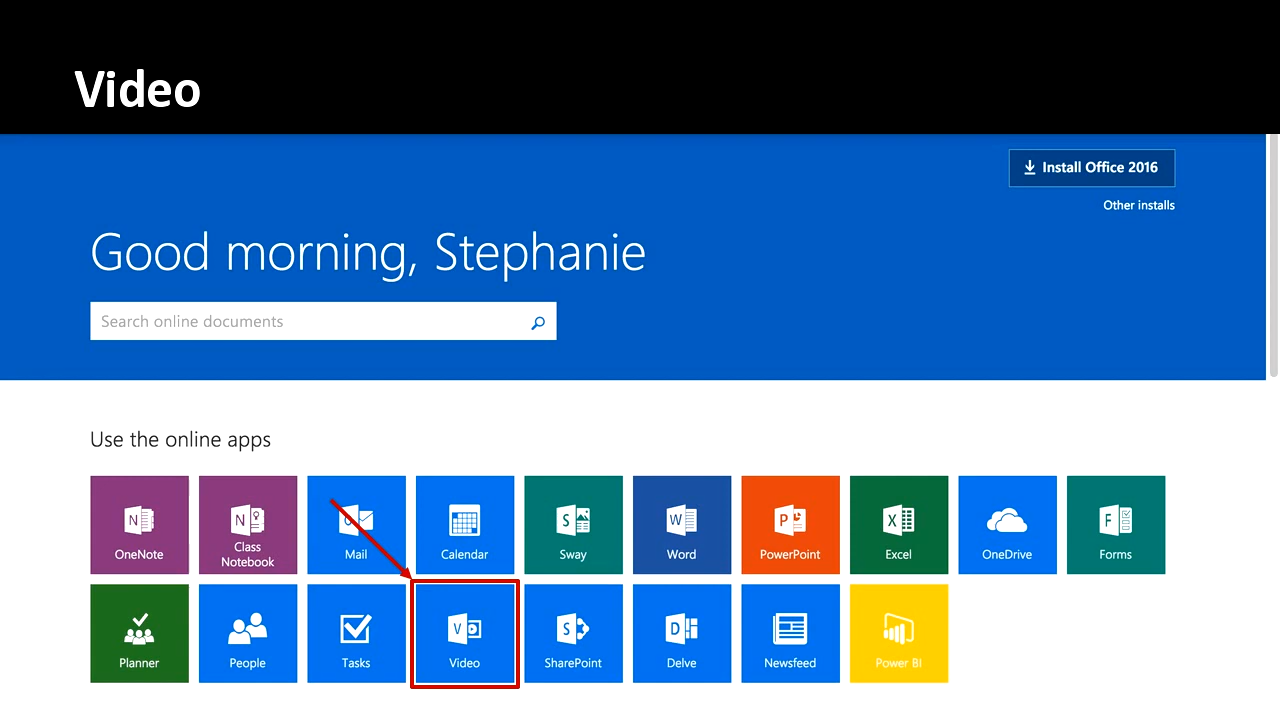 Video
Install Office 2016
Other installs
Good morning, Stephanie
Search online documents
Use the online apps
OneNote
Class
Notebook
Mail
Calendar
Sway
Word
PowerPoint
Excel
OneDrive
Forms
Planner
People
Tasks
Video
SharePoint
Delve
Newsfeed
Power BI